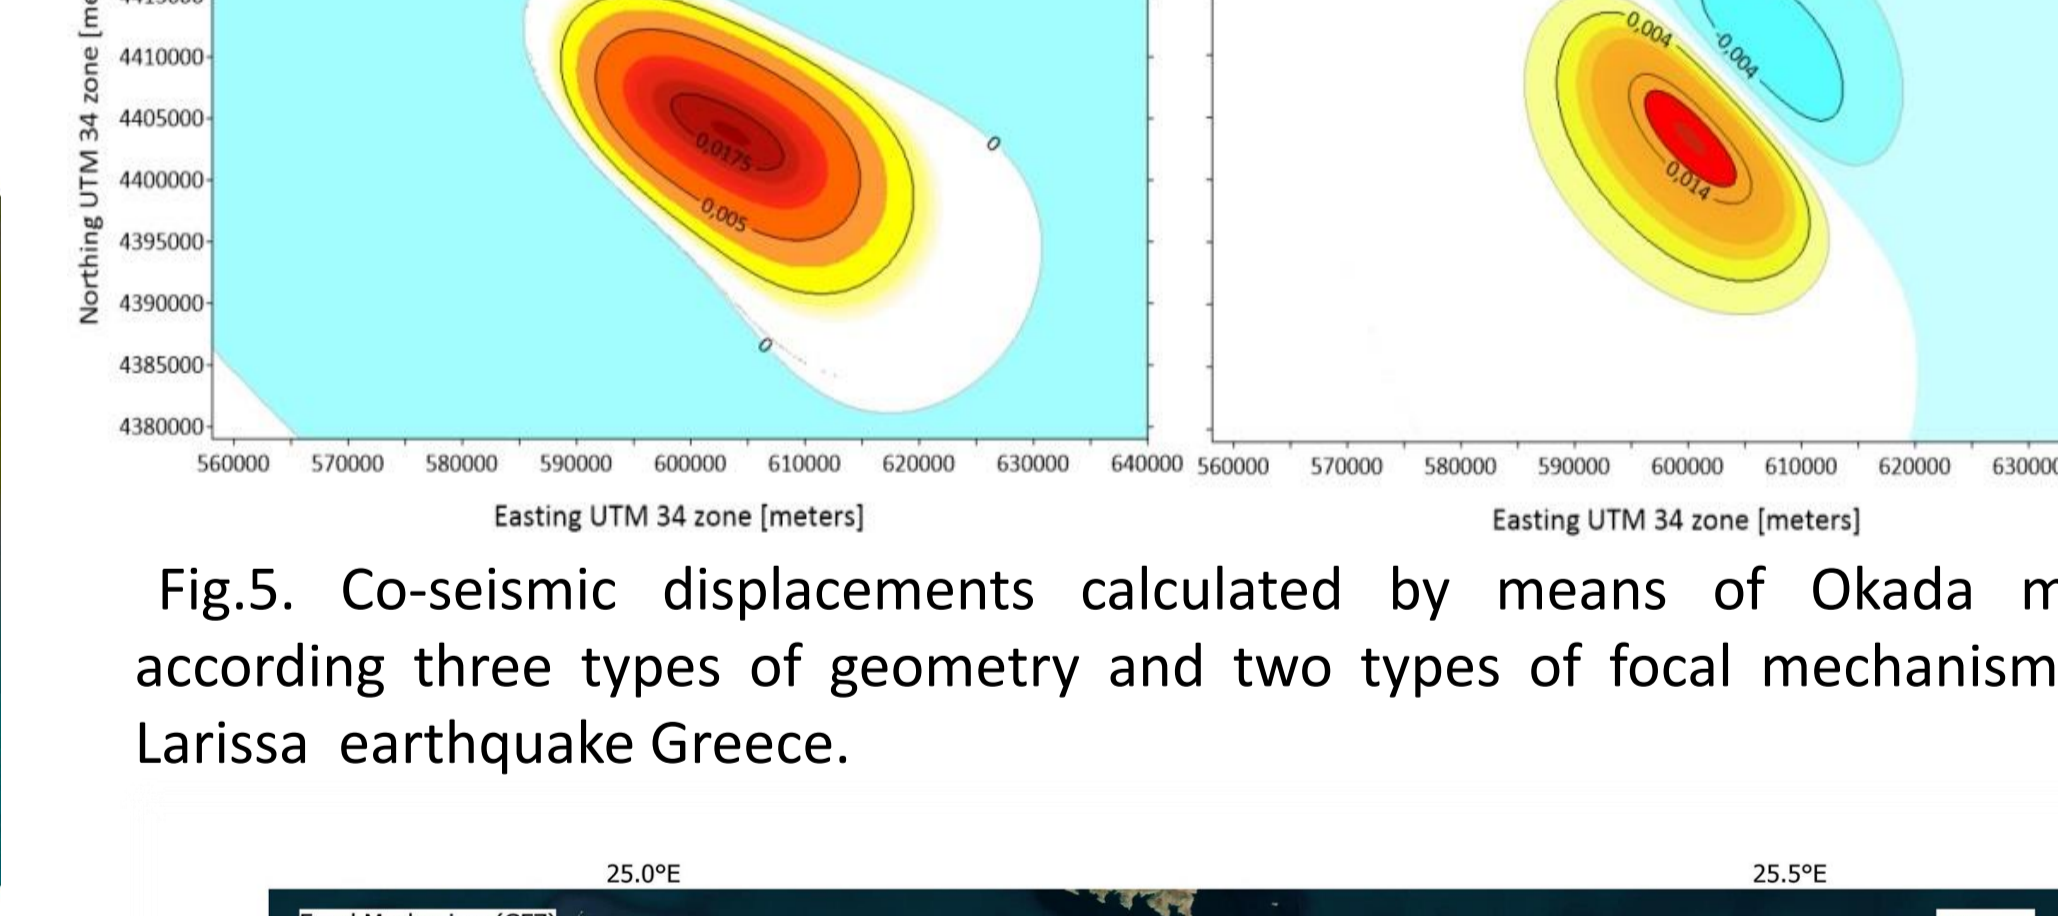 4410000
4405000
4400000
4395000
4390000
4385000
4380000
Northing UTM 34 zone
0,0175
0,005
0
0
0,004
-0,004
0,014
560000 570000 580000 590000 600000 610000 620000 630000 640000
560000 570000 580000 590000 600000 610000 620000
Easting UTM 34 zone [meters]
Easting UTM 34 zone [meters]
Fig.5. Co-seismic displacements calculated by means of Okada
according three types of geometry and two types of focal mechanism
Larissa earthquake Greece.
25.0°E 25.5°E